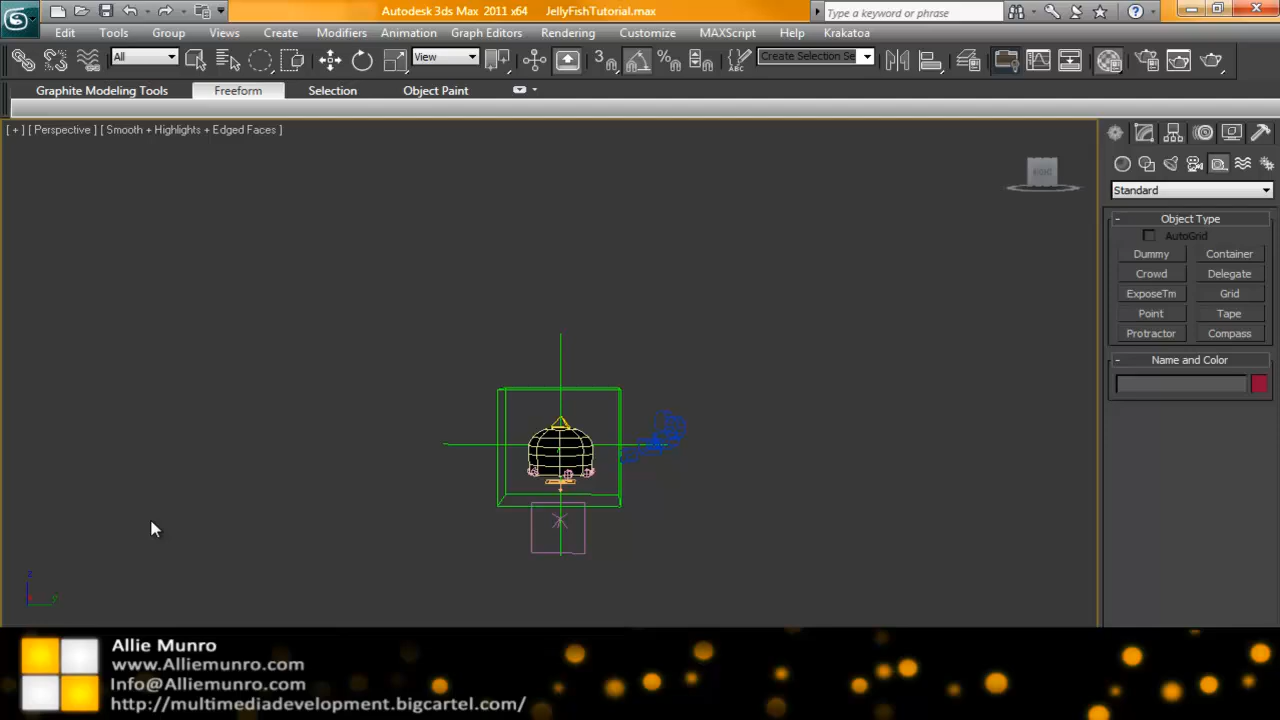 Autodesk 3ds Max 2011 x64 JellyFishTutorial.max
Type a keyword or phrase
Edit Tools Group Views Create Modifiers Animation Graph Editors Rendering Customize MAXScript Help Krakatoa
All View 3 Create Selection Se
Graphite Modeling Tools Freeform Selection Object Paint
[ + ] [ Perspective ] [ Smooth + Highlights + Edged Faces ]
Standard
- Object Type
AutoGrid
Dummy Container
Crowd Delegate
ExposeTm Grid
Point Tape
Protractor Compass
- Name and Color
z
y
Allie Munro
www.Alliemunro.com
Info@Alliemunro.com
http://multimediadevelopment.bigcartel.com/